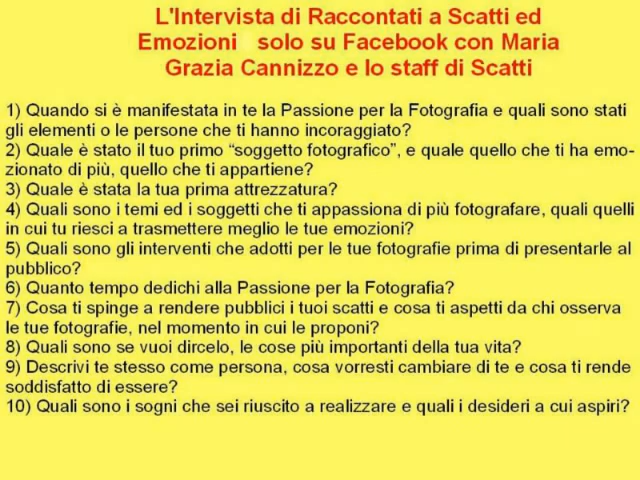 L'Intervista di Raccontati a Scatti ed
Emozioni solo su Facebook con Maria
Grazia Cannizzo e lo staff di Scatti
1) Quando si è manifestata in te la Passione per la Fotografia e quali sono stati
gli elementi o le persone che ti hanno incoraggiato?
2) Quale è stato il tuo primo “soggetto fotografico”, e quale quello che ti ha emo-
zionato di più, quello che ti appartiene?
3) Quale è stata la tua prima attrezzatura?
4) Quali sono i temi ed i soggetti che ti appassiona di più fotografare, quali quelli
in cui tu riesci a trasmettere meglio le tue emozioni?
5) Quali sono gli interventi che adotti per le tue fotografie prima di presentarle al
pubblico?
6) Quanto tempo dedichi alla Passione per la Fotografia?
7) Cosa ti spinge a rendere pubblici i tuoi scatti e cosa ti aspetti da chi osserva
le tue fotografie, nel momento in cui le proponi?
8) Quali sono se vuoi dircelo, le cose più importanti della tua vita?
9) Descrivi te stesso come persona, cosa vorresti cambiare di te e cosa ti rende
soddisfatto di essere?
10) Quali sono i sogni che sei riuscito a realizzare e quali i desideri a cui aspiri?